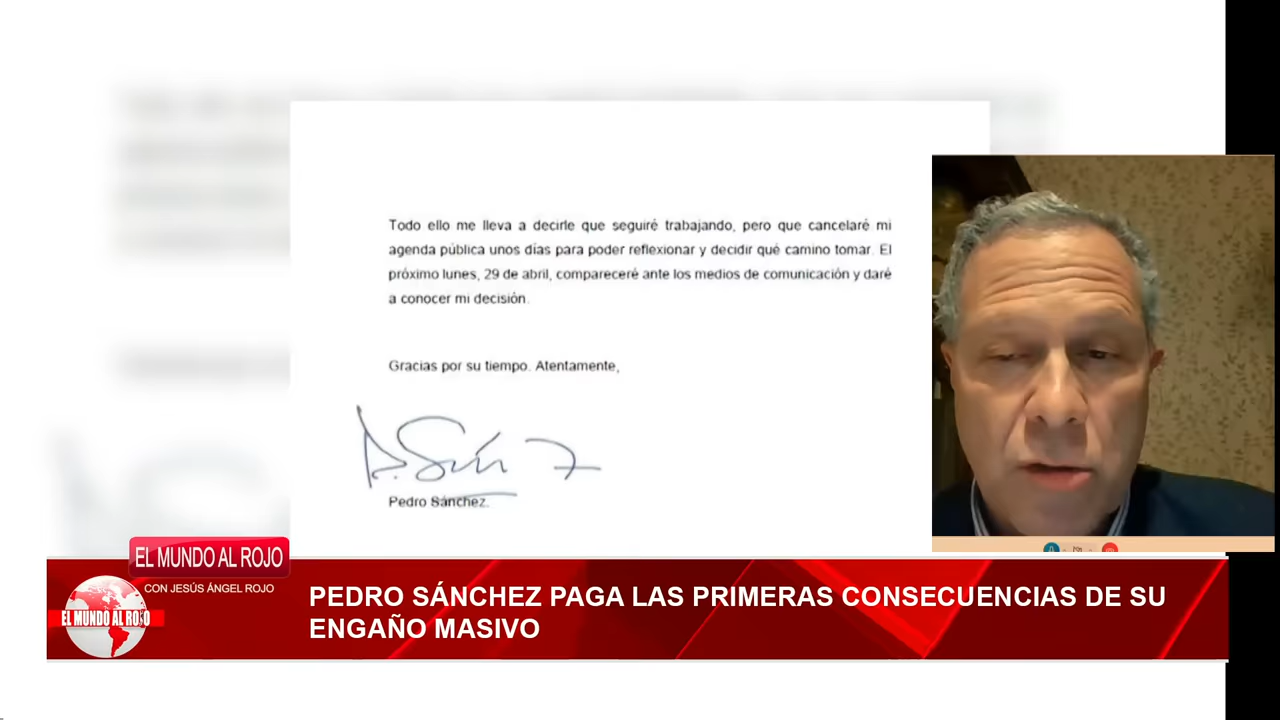 Todo ello me lleva a decirle que seguiré trabajando, pero que cancelaré mi
agenda pública unos días para poder reflexionar y decidir qué camino tomar. El
próximo lunes, 29 de abril, compareceré ante los medios de comunicación y daré
a conocer mi decisión.
Gracias por su tiempo. Atentamente,
Pedro Sánchez.
EL MUNDO AL ROJO
CON JESÚS ÁNGEL ROJO
EL MUNDO AL ROJO
PEDRO SÁNCHEZ PAGA LAS PRIMERAS CONSECUENCIAS DE SU
ENGAÑO MASIVO